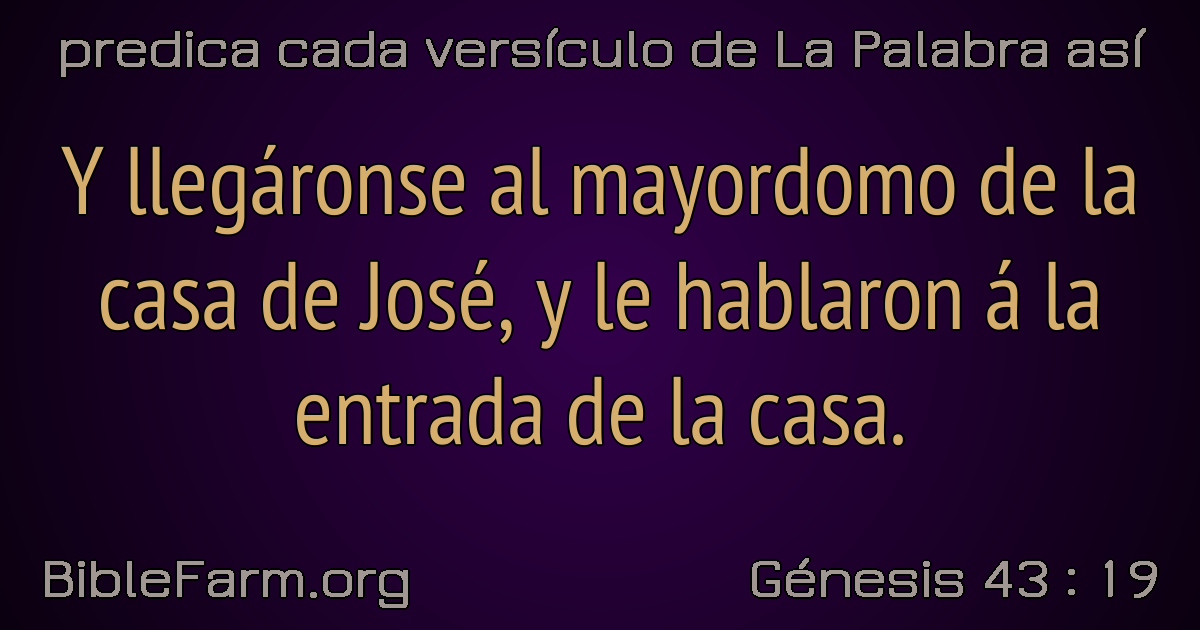 predica cada versículo de La Palabra así
Y llegáronse al mayordomo de la
casa de José, y le hablaron á la
entrada de la casa.
BibleFarm.org
Génesis 43 : 19